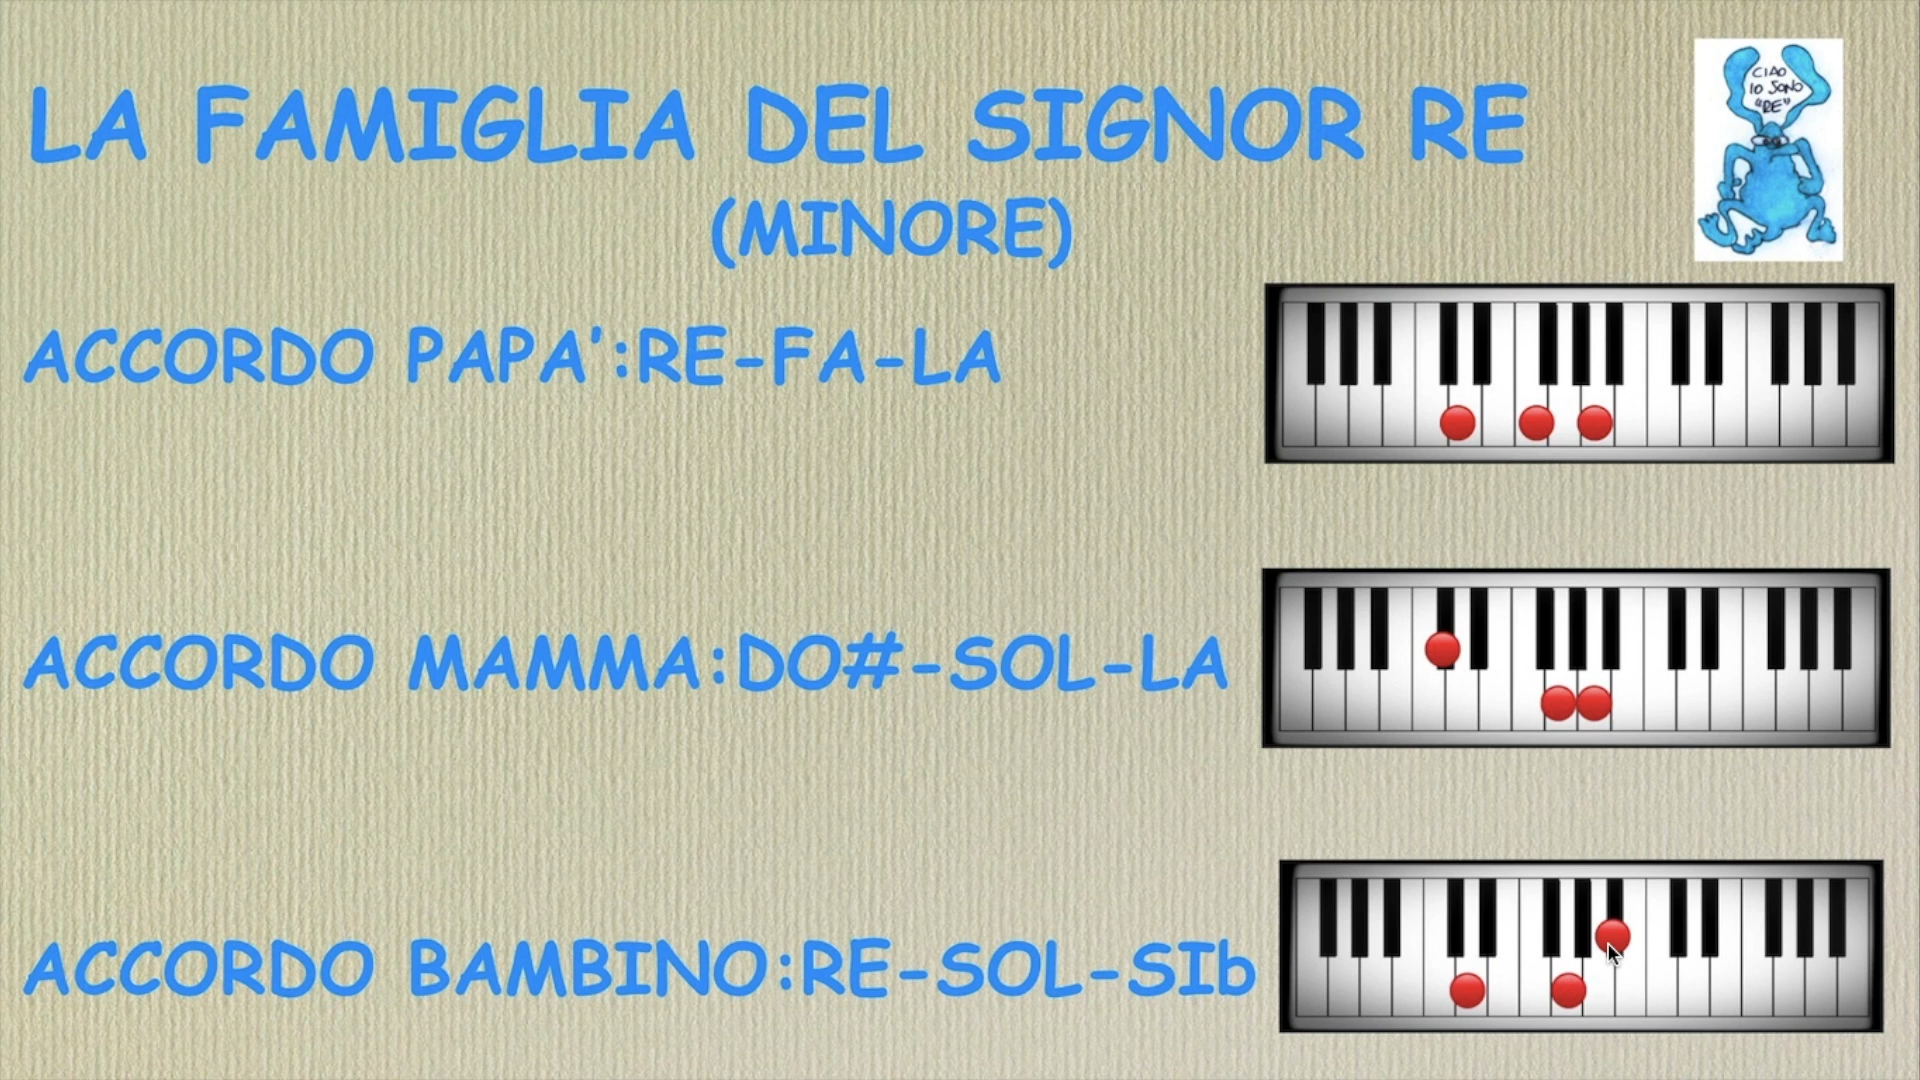 LA FAMIGLIA DEL SIGNOR RE
(MINORE)
CIAO
IO SONO
"RE"
ACCORDO PAPA':RE-FA-LA
ACCORDO MAMMA:DO#-SOL-LA
ACCORDO BAMBINO:RE-SOL-SIb